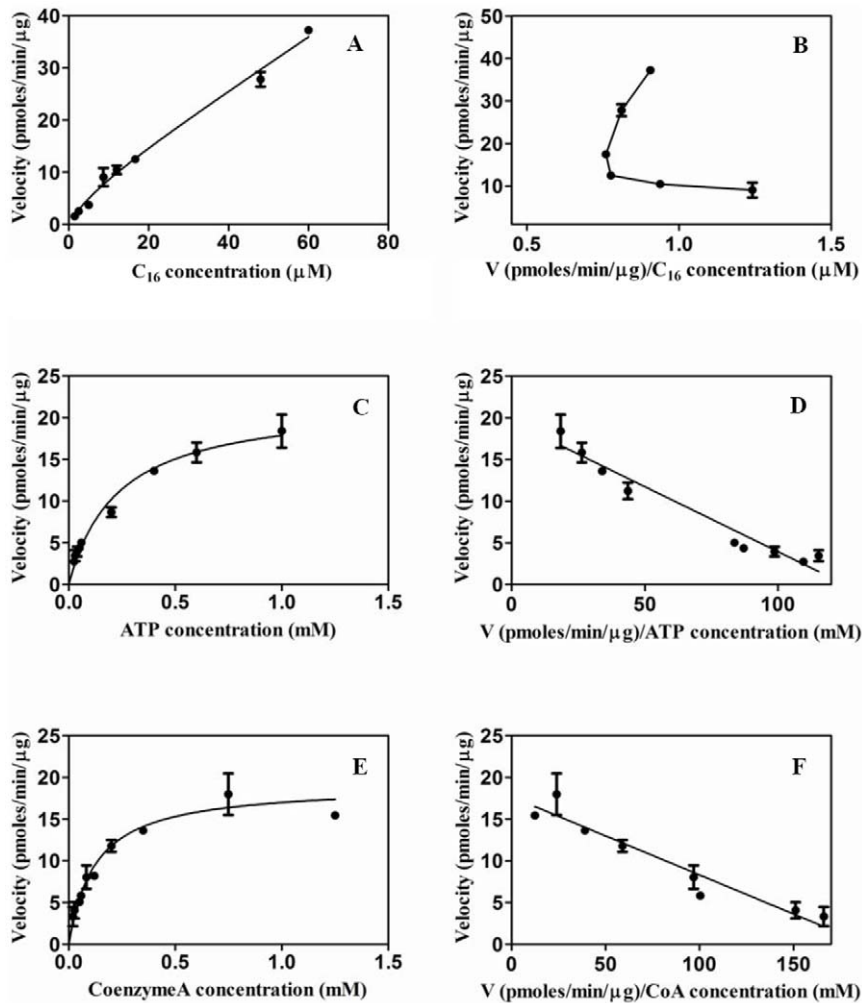 A
Velocity (pmoles/min/μg)
40
30
20
10
0
0 20 40 60 80
C16 concentration (μM)
B
Velocity (pmoles/min/μg)
50
40
30
20
10
0.5 1.0 1.5
V (pmoles/min/μg)/C16 concentration (μM)
C
Velocity (pmoles/min/μg)
25
20
15
10
5
0
0.0 0.5 1.0 1.5
ATP concentration (mM)
D
Velocity (pmoles/min/μg)
25
20
15
10
5
0
0 50 100
V (pmoles/min/μg)/ATP concentration (mM)
E
Velocity (pmoles/min/μg)
25
20
15
10
5
0
0.0 0.5 1.0 1.5
CoenzymeA concentration (mM)
F
Velocity (pmoles/min/μg)
25
20
15
10
5
0
0 50 100 150
V (pmoles/min/μg)/CoA concentration (mM)